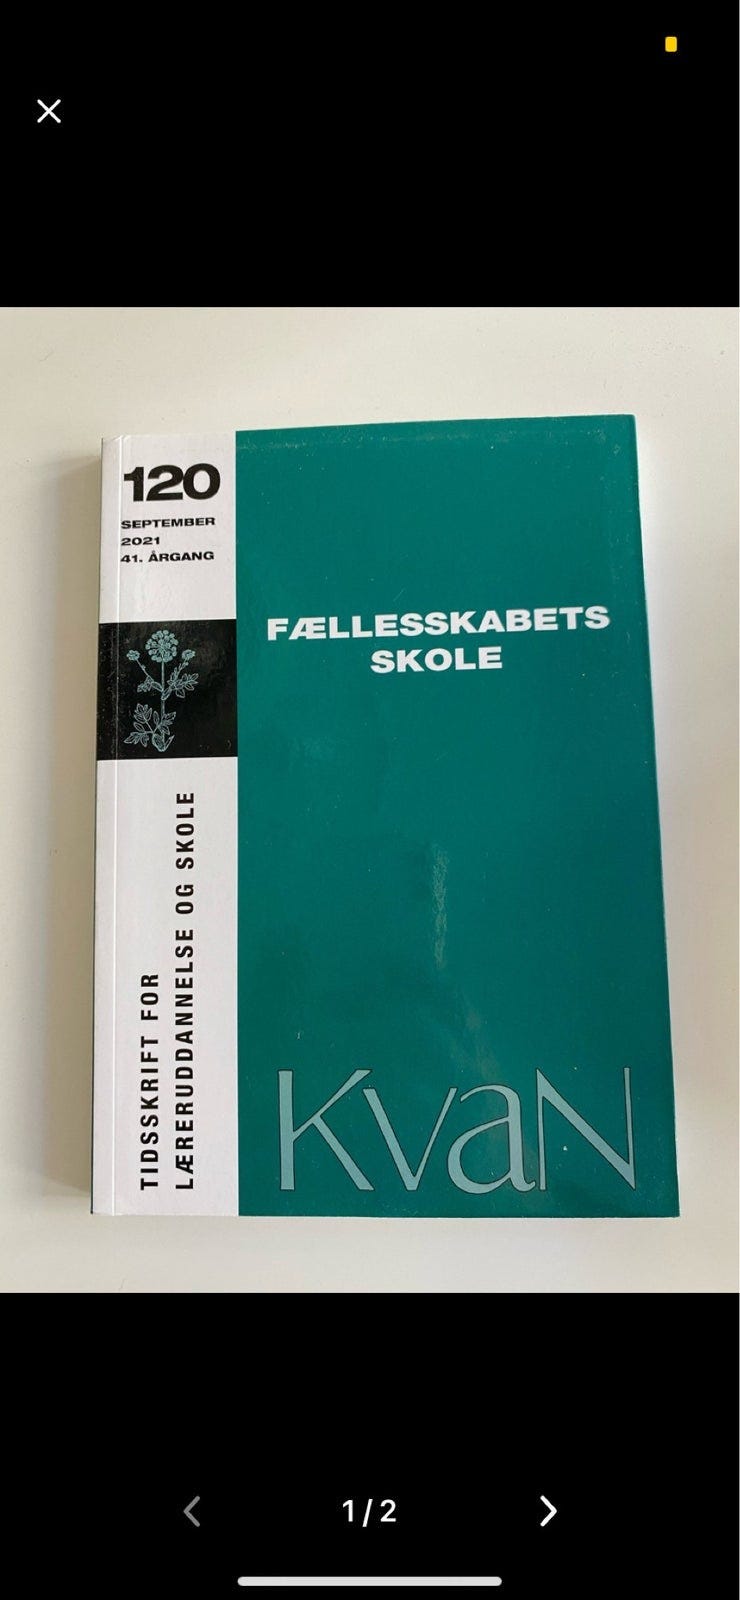 120
SEPTEMBER
2021
41. ÅRGANG
FÆLLESSKABETS
SKOLE
TIDSSKRIFT FOR
LÆRERUDDANNELSE OG SKOLE
KvaN
1/2